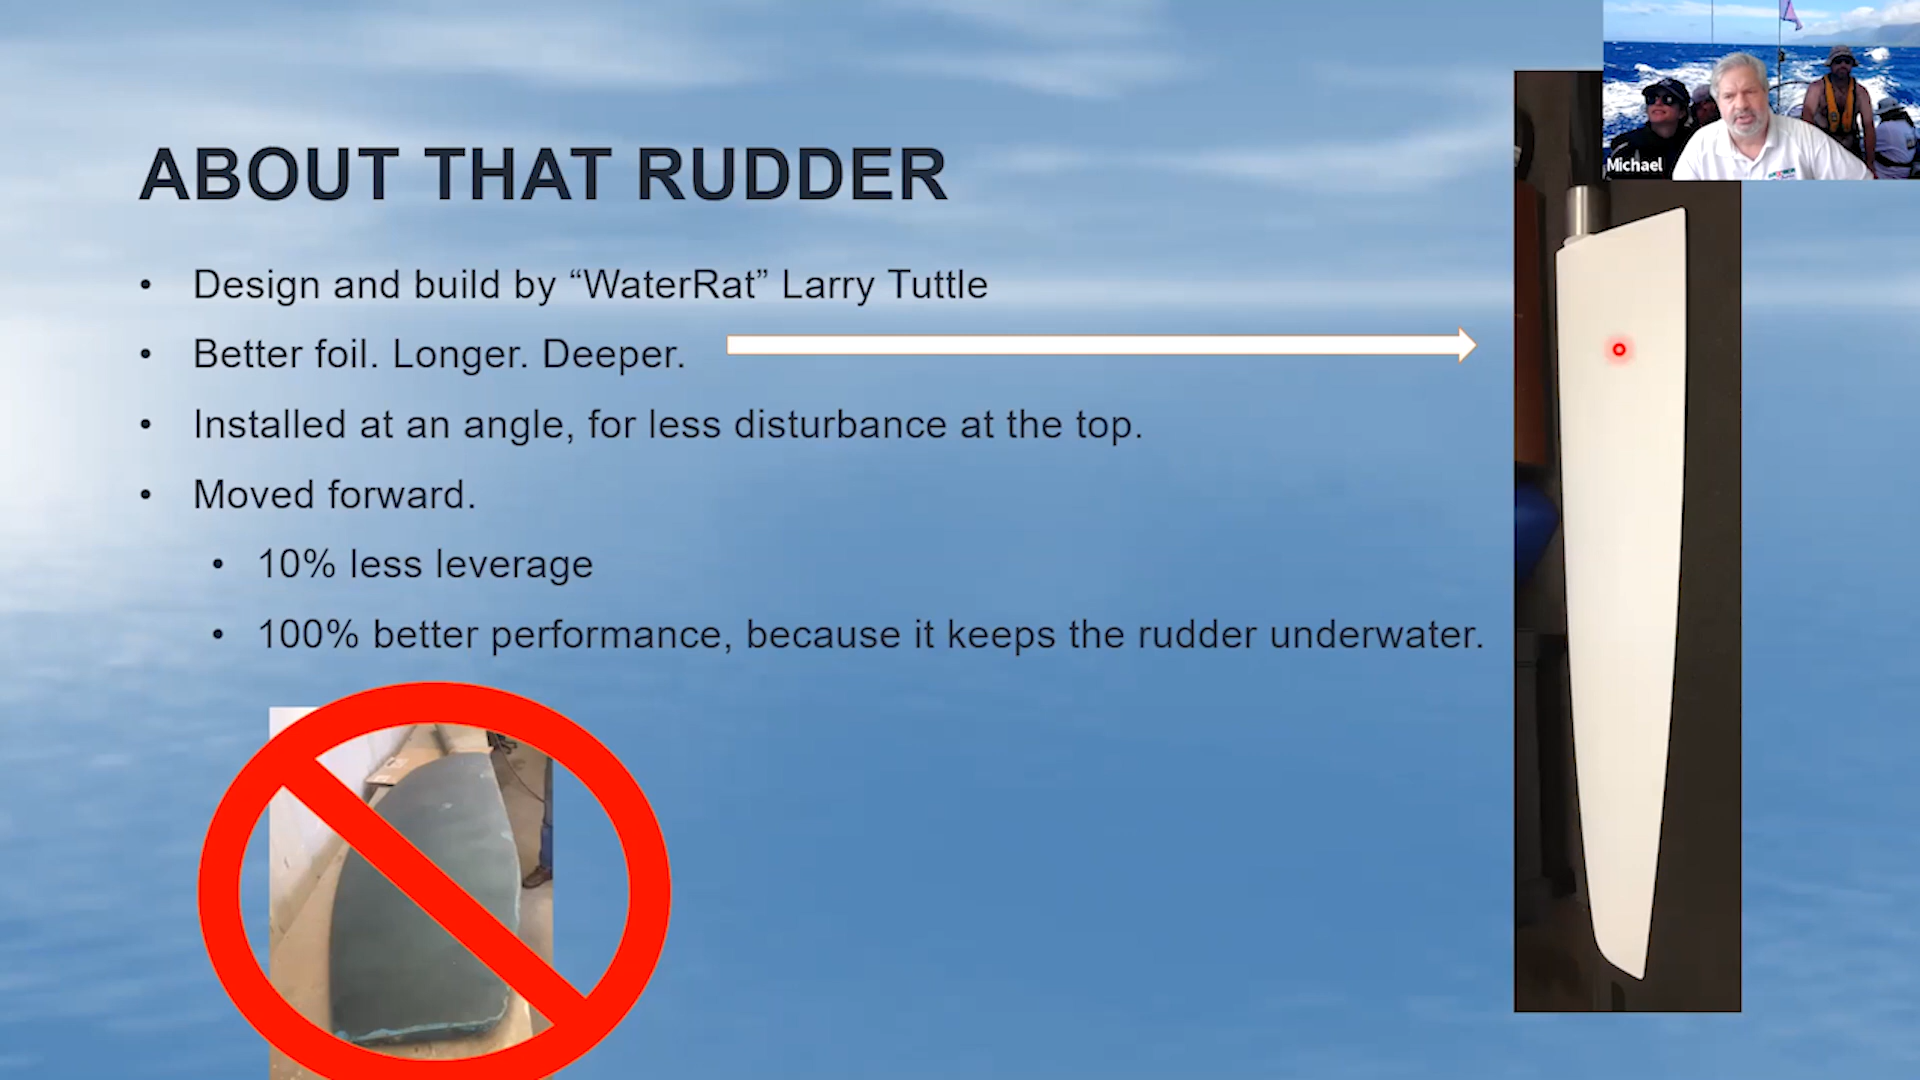 Michael
ABOUT THAT RUDDER
• Design and build by “WaterRat” Larry Tuttle
• Better foil. Longer. Deeper.
• Installed at an angle, for less disturbance at the top.
• Moved forward.
• 10% less leverage
• 100% better performance, because it keeps the rudder underwater.